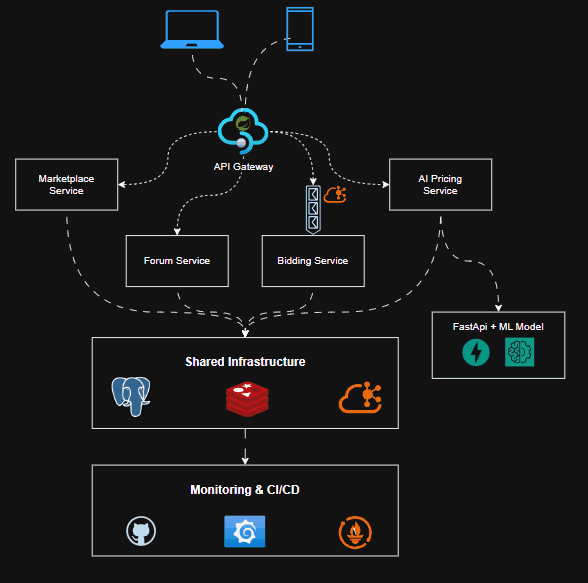 API Gateway
Marketplace
Service
AI Pricing
Service
Forum Service
Bidding Service
FastApi + ML Model
Shared Infrastructure
Monitoring & CI/CD